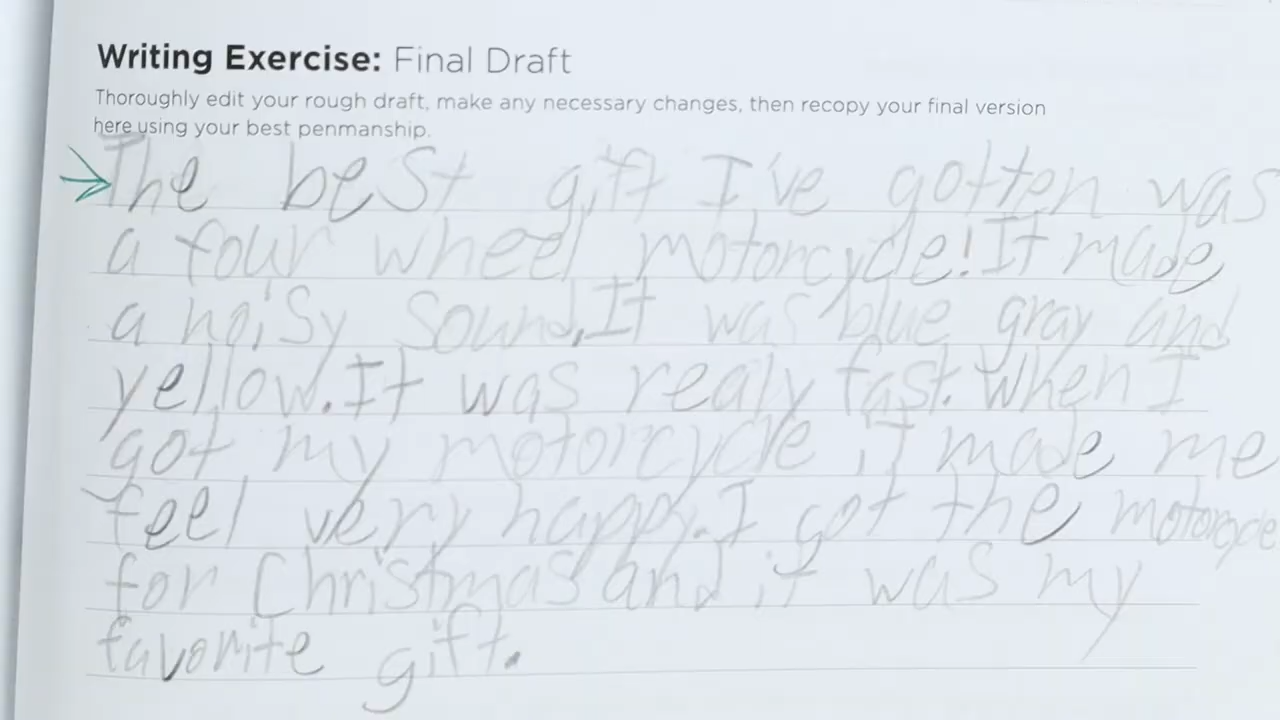 Writing Exercise: Final Draft
Thoroughly edit your rough draft, make any necessary changes, then recopy your final version
here using your best penmanship.
The best gift I've gotten was
a four wheel motorcycle! It made
a noisy sound. It was blue gray and
yellow. It was realy fast. When I
got my motorcycle it made me
feel very happy. I got the motorcycle
for Christmas and it was my
favorite gift.